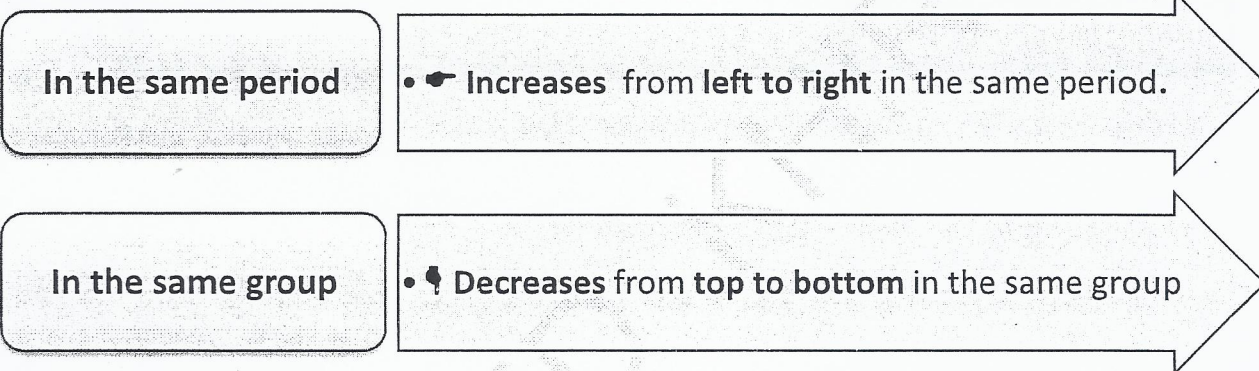 In the same period
• ☛ Increases from left to right in the same period.
In the same group
• 👇 Decreases from top to bottom in the same group